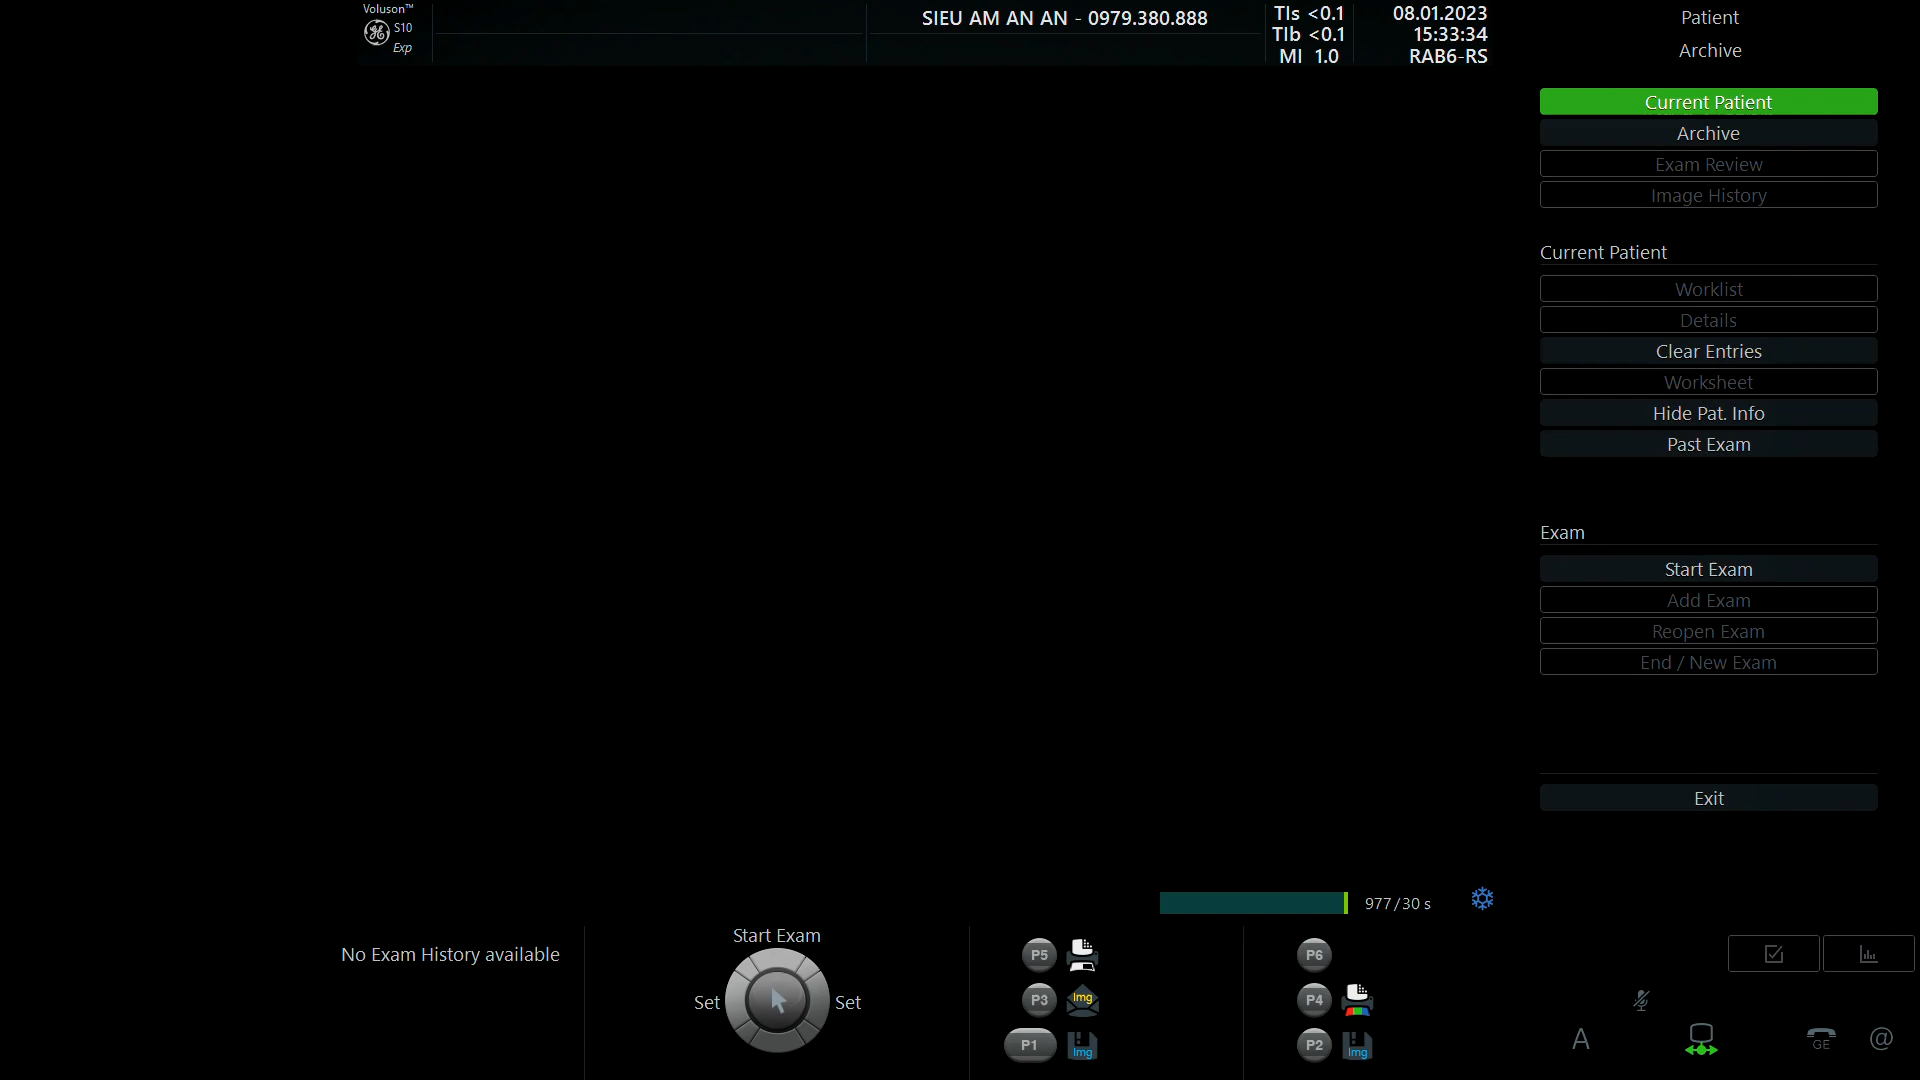 Voluson™
S10
Exp
SIEU AM AN AN - 0979.380.888
TIs <0.1
TIb <0.1
MI 1.0
08.01.2023
15:33:34
RAB6-RS
Patient
Archive
Current Patient
Archive
Exam Review
Image History
Current Patient
Worklist
Details
Clear Entries
Worksheet
Hide Pat. Info
Past Exam
Exam
Start Exam
Add Exam
Reopen Exam
End / New Exam
Exit
977/30 s
No Exam History available
Start Exam
Set
Set
P5
P3
Img
P1
Img
P6
P4
P2
Img
A
GE
@